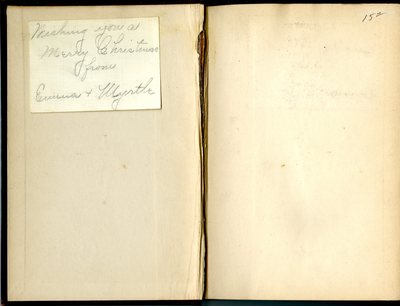 Wishing you a
Merry Christmas
from
Emma & Myrtle
15